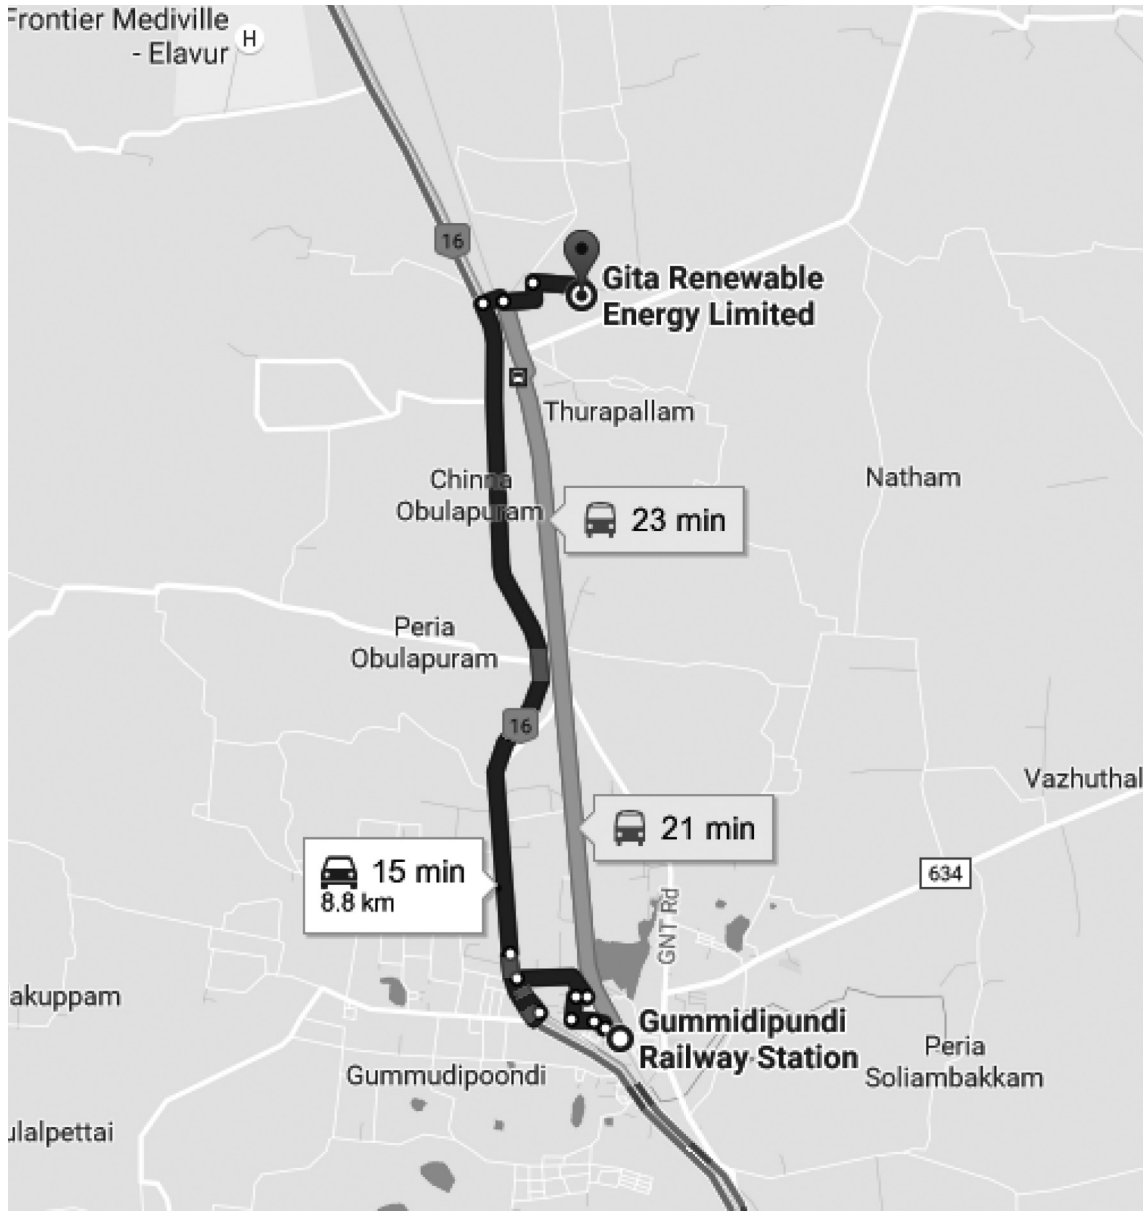 Frontier Mediville
- Elavur
H
16
Gita Renewable
Energy Limited
Thurapallam
Chinna
Obulapuram
Natham
23 min
Peria
Obulapuram
16
Vazhuthal
21 min
15 min
8.8 km
634
GNT Rd
akuppam
Gummidipundi
Railway Station
Peria
Soliambakkam
Gummudipoondi
ulalpettai